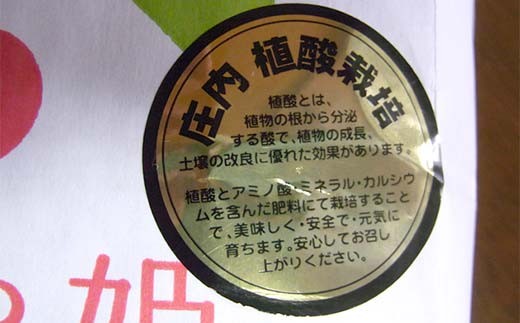 庄内 植酸栽培
植酸とは、
植物の根から分泌
する酸で、植物の成長、
土壌の改良に優れた効果があります。
植酸とアミノ酸・ミネラル・カルシウ
ムを含んだ肥料にて栽培すること
で、美味しく・安全で・元気に
育ちます。安心してお召し
上がりください。
姫